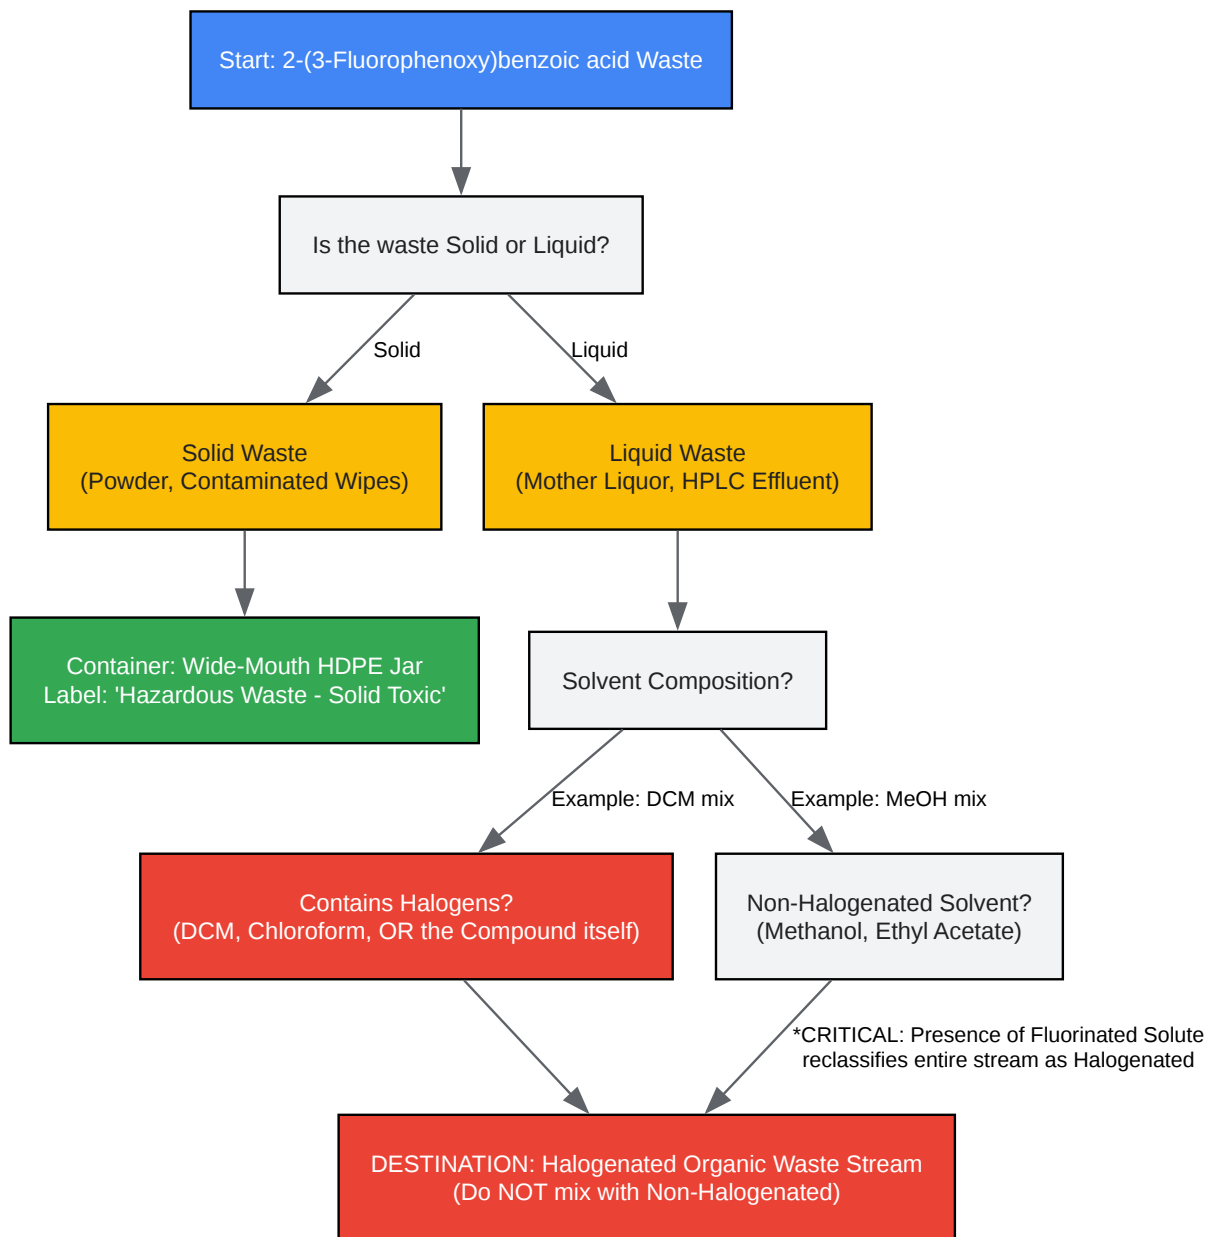 Start: 2-(3-Fluorophenoxy)benzoic acid Waste
Is the waste Solid or Liquid?
Solid
Liquid
Solid Waste
(Powder, Contaminated Wipes)
Liquid Waste
(Mother Liquor, HPLC Effluent)
Container: Wide-Mouth HDPE Jar
Label: 'Hazardous Waste - Solid Toxic'
Solvent Composition?
Example: DCM mix
Example: MeOH mix
Contains Halogens?
(DCM, Chloroform, OR the Compound itself)
Non-Halogenated Solvent?
(Methanol, Ethyl Acetate)
*CRITICAL: Presence of Fluorinated Solute
reclassifies entire stream as Halogenated
DESTINATION: Halogenated Organic Waste Stream
(Do NOT mix with Non-Halogenated)